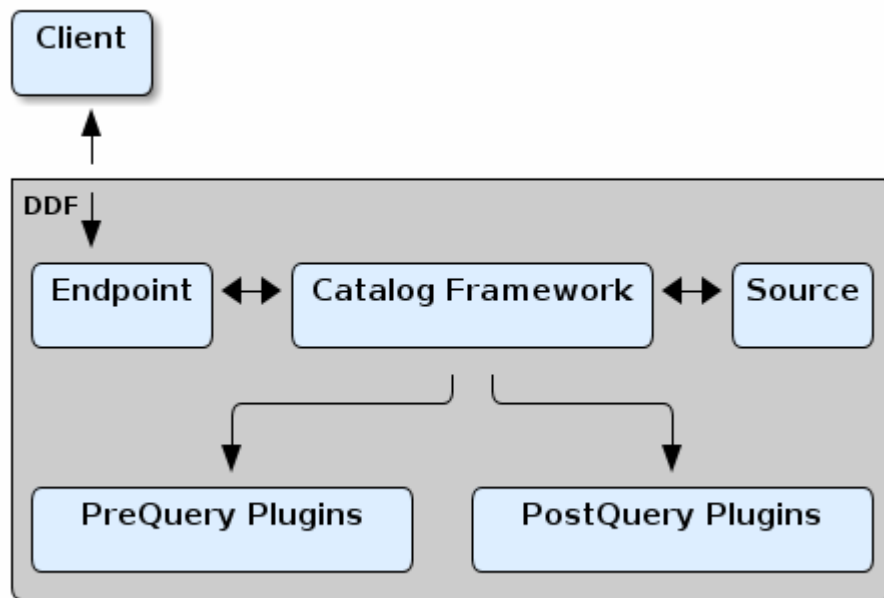 Client
DDF
Endpoint
Catalog Framework
Source
PreQuery Plugins
PostQuery Plugins